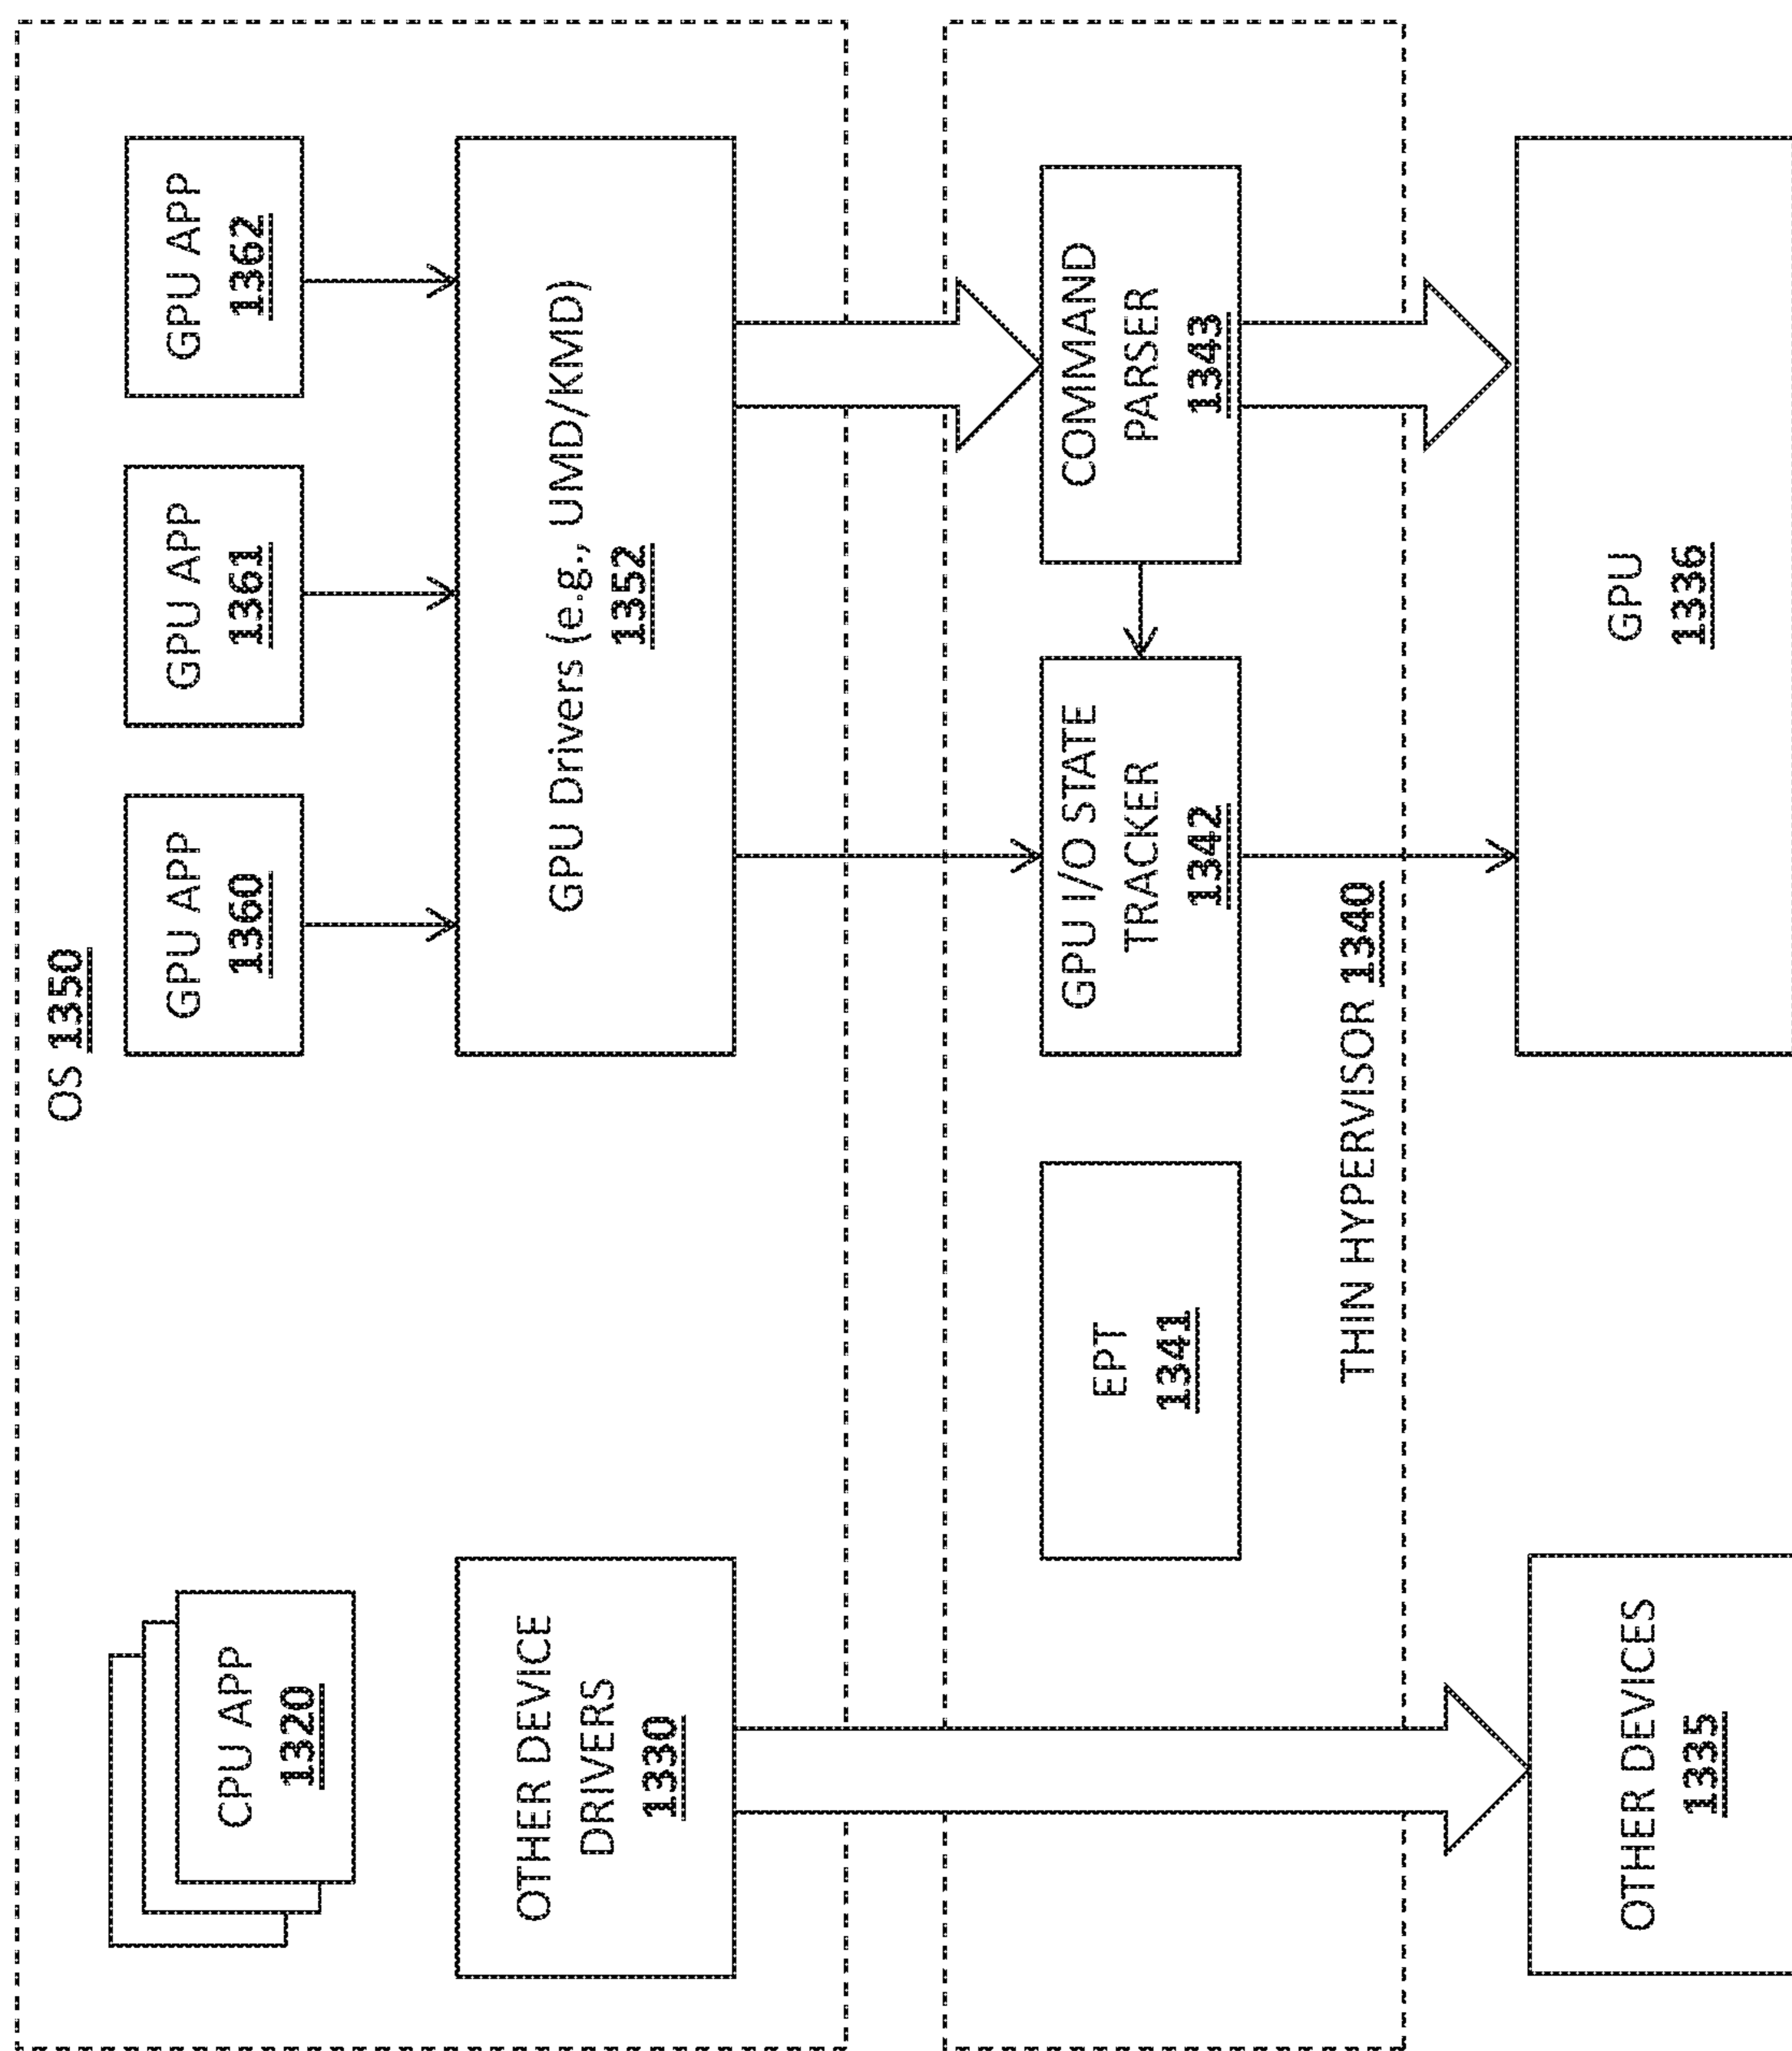 OS 1350
CPU APP
1320
GPU APP
1360
GPU APP
1361
GPU APP
1362
OTHER DEVICE
DRIVERS
1330
GPU Drivers (e.g., UMD/KMD)
1352
EPT
1341
GPU I/O STATE
TRACKER
1342
COMMAND
PARSER
1343
THIN HYPERVISOR 1340
OTHER DEVICES
1335
GPU
1336